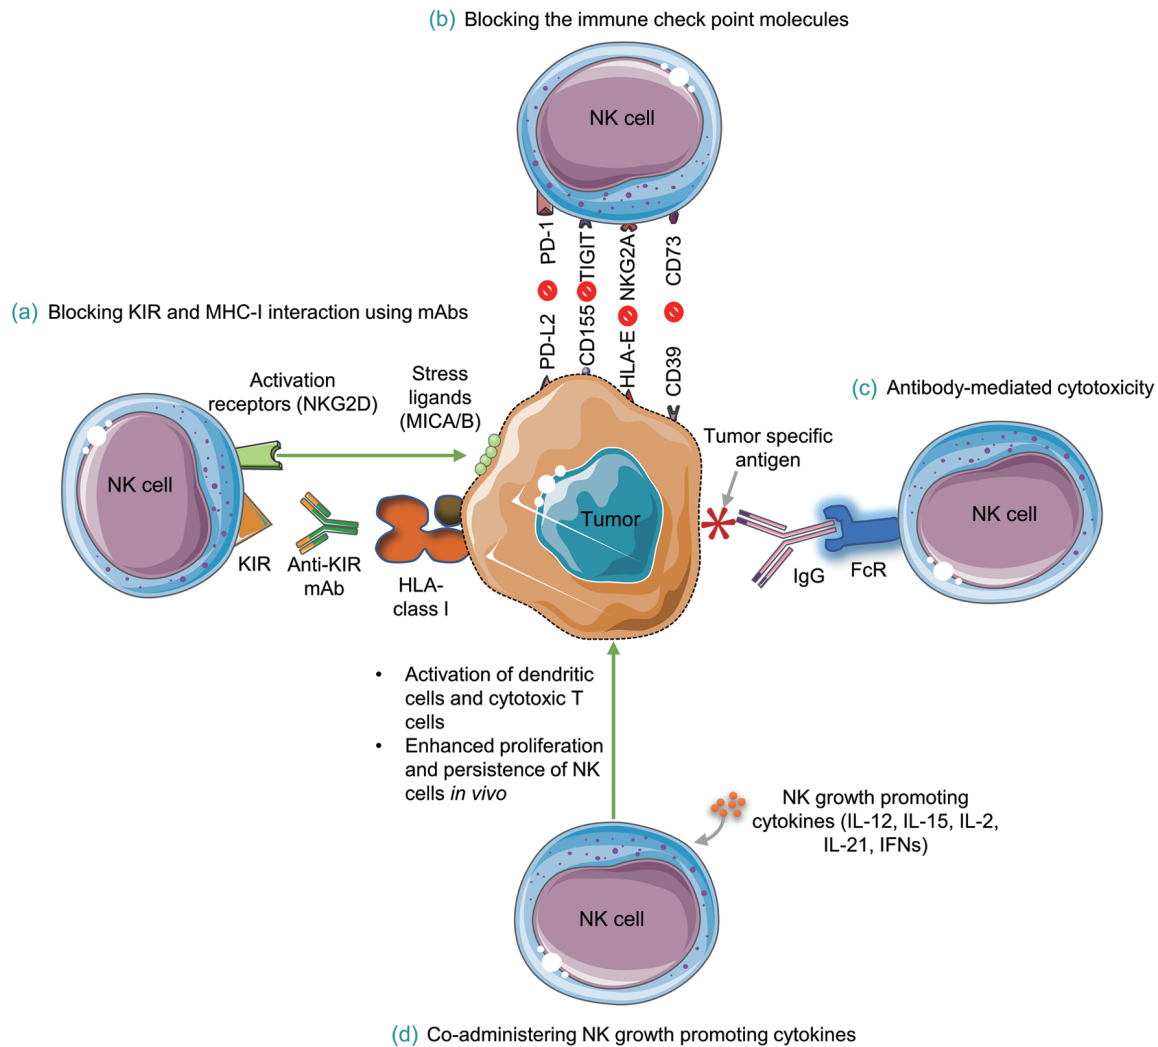 (b) Blocking the immune check point molecules
NK cell
PD-1
TIGIT
NKG2A
CD73
PD-L2
CD155
HLA-E
CD39
(a) Blocking KIR and MHC-I interaction using mAbs
Activation
receptors (NKG2D)
Stress
ligands
(MICA/B)
NK cell
KIR
Anti-KIR
mAb
HLA-
class I
Tumor
(c) Antibody-mediated cytotoxicity
Tumor specific
antigen
IgG
FcR
NK cell
• Activation of dendritic
cells and cytotoxic T
cells
• Enhanced proliferation
and persistence of NK
cells in vivo
NK growth promoting
cytokines (IL-12, IL-15, IL-2,
IL-21, IFNs)
NK cell
(d) Co-administering NK growth promoting cytokines